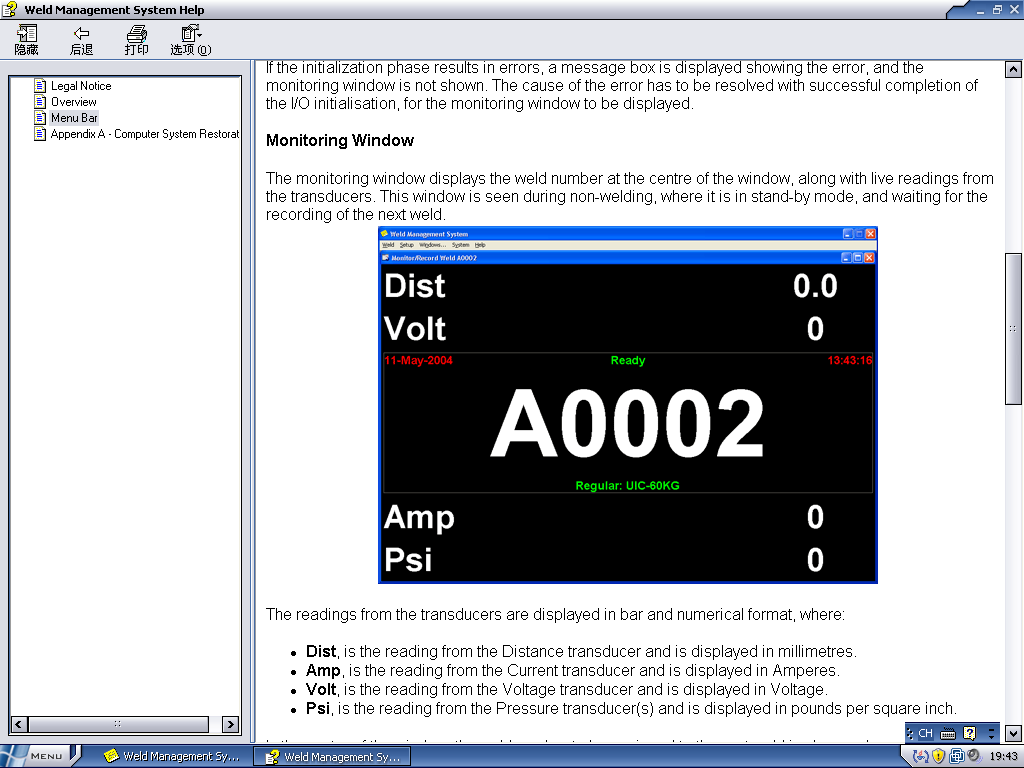 Weld Management System Help
隐藏 后退 打印 选项(O)
Legal Notice
Overview
Menu Bar
Appendix A - Computer System Restorat
If the initialization phase results in errors, a message box is displayed showing the error, and the
monitoring window is not shown. The cause of the error has to be resolved with successful completion of
the I/O initialisation, for the monitoring window to be displayed.
Monitoring Window
The monitoring window displays the weld number at the centre of the window, along with live readings from
the transducers. This window is seen during non-welding, where it is in stand-by mode, and waiting for the
recording of the next weld.
Weld Management System
Weld Setup Windows... System Help
Monitor/Record Weld A0002
Dist 0.0
Volt 0
11-May-2004 Ready 13:43:16
A0002
Regular: UIC-60KG
Amp 0
Psi 0
The readings from the transducers are displayed in bar and numerical format, where:
Dist, is the reading from the Distance transducer and is displayed in millimetres.
Amp, is the reading from the Current transducer and is displayed in Amperes.
Volt, is the reading from the Voltage transducer and is displayed in Voltage.
Psi, is the reading from the Pressure transducer(s) and is displayed in pounds per square inch.
CH
MENU Weld Management Sy... Weld Management Sy... 19:43